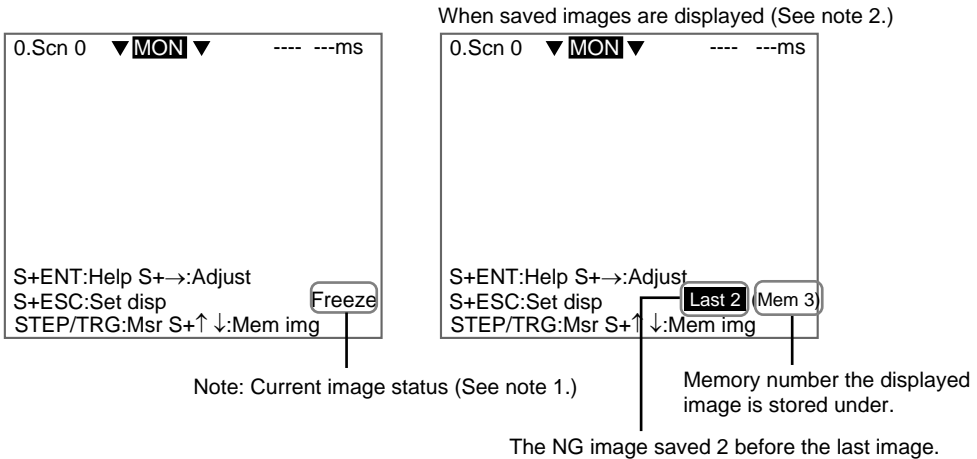 When saved images are displayed (See note 2.)
0.Scn 0 ▼ MON ▼ ---- ---ms
S+ENT:Help S+→:Adjust
S+ESC:Set disp Freeze
STEP/TRG:Msr S+↑ ↓:Mem img
Note: Current image status (See note 1.)
0.Scn 0 ▼ MON ▼ ---- ---ms
S+ENT:Help S+→:Adjust
S+ESC:Set disp Last 2 (Mem 3)
STEP/TRG:Msr S+↑ ↓:Mem img
Memory number the displayed
image is stored under.
The NG image saved 2 before the last image.